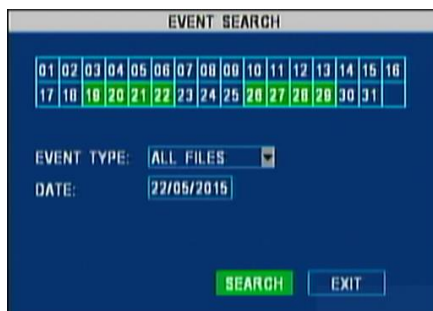 EVENT SEARCH
01 02 03 04 05 06 07 08 09 10 11 12 13 14 15 16
17 18 19 20 21 22 23 24 25 26 27 28 29 30 31
EVENT TYPE: ALL FILES
DATE: 22/05/2015
SEARCH EXIT